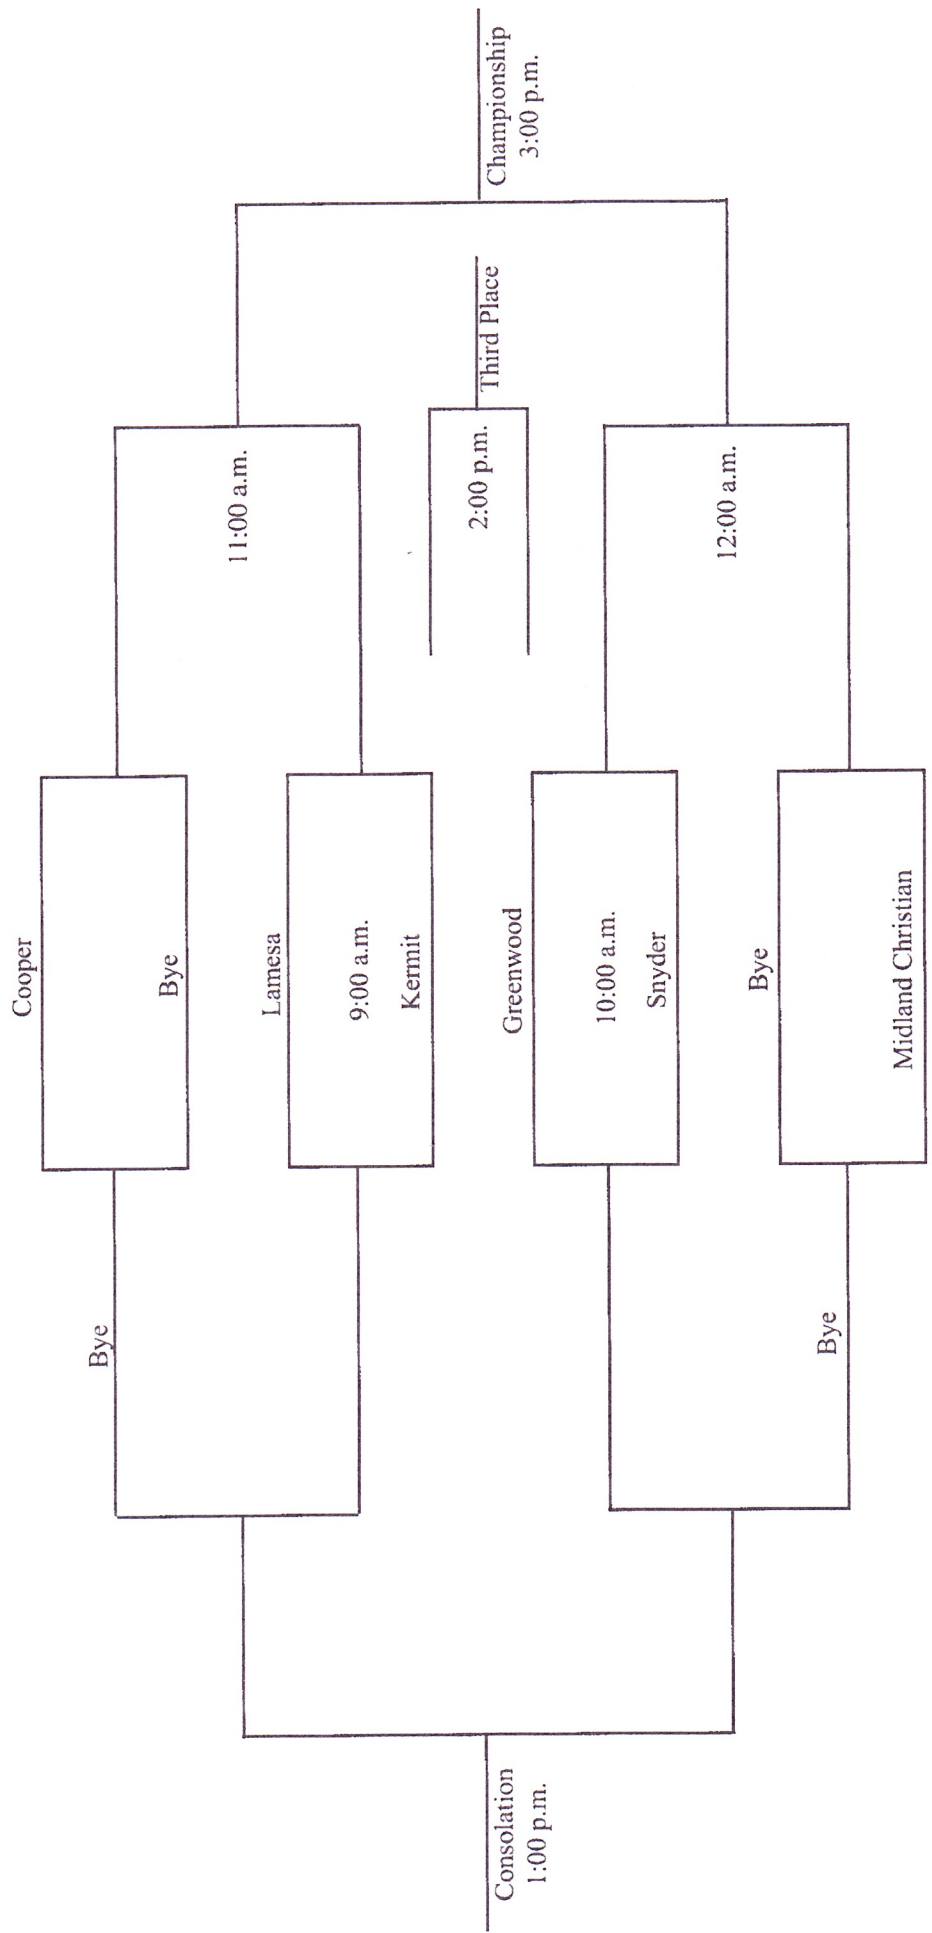 Cooper
Bye
Bye
Lamesa
9:00 a.m.
Kermit
11:00 a.m.
Championship
3:00 p.m.
Third Place
2:00 p.m.
Greenwood
10:00 a.m.
Snyder
12:00 a.m.
Bye
Midland Christian
Bye
Consolation
1:00 p.m.